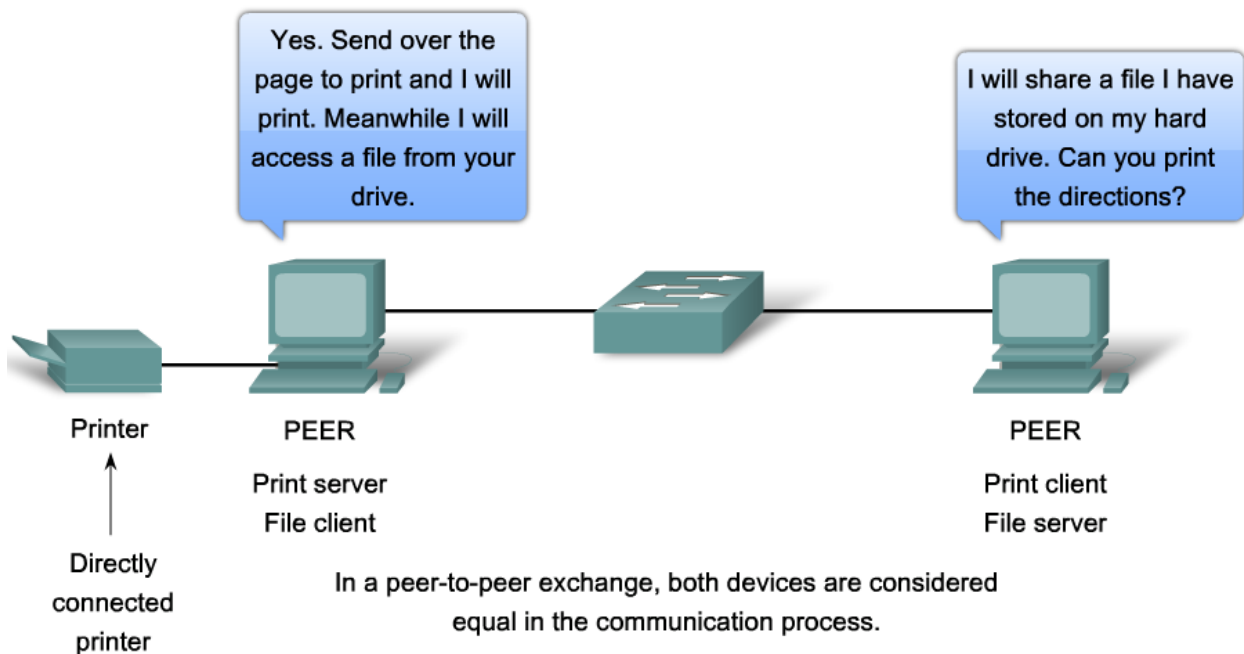 Yes. Send over the
page to print and I will
print. Meanwhile I will
access a file from your
drive.
I will share a file I have
stored on my hard
drive. Can you print
the directions?
Printer
PEER
PEER
Print server
File client
Print client
File server
Directly
connected
printer
In a peer-to-peer exchange, both devices are considered
equal in the communication process.